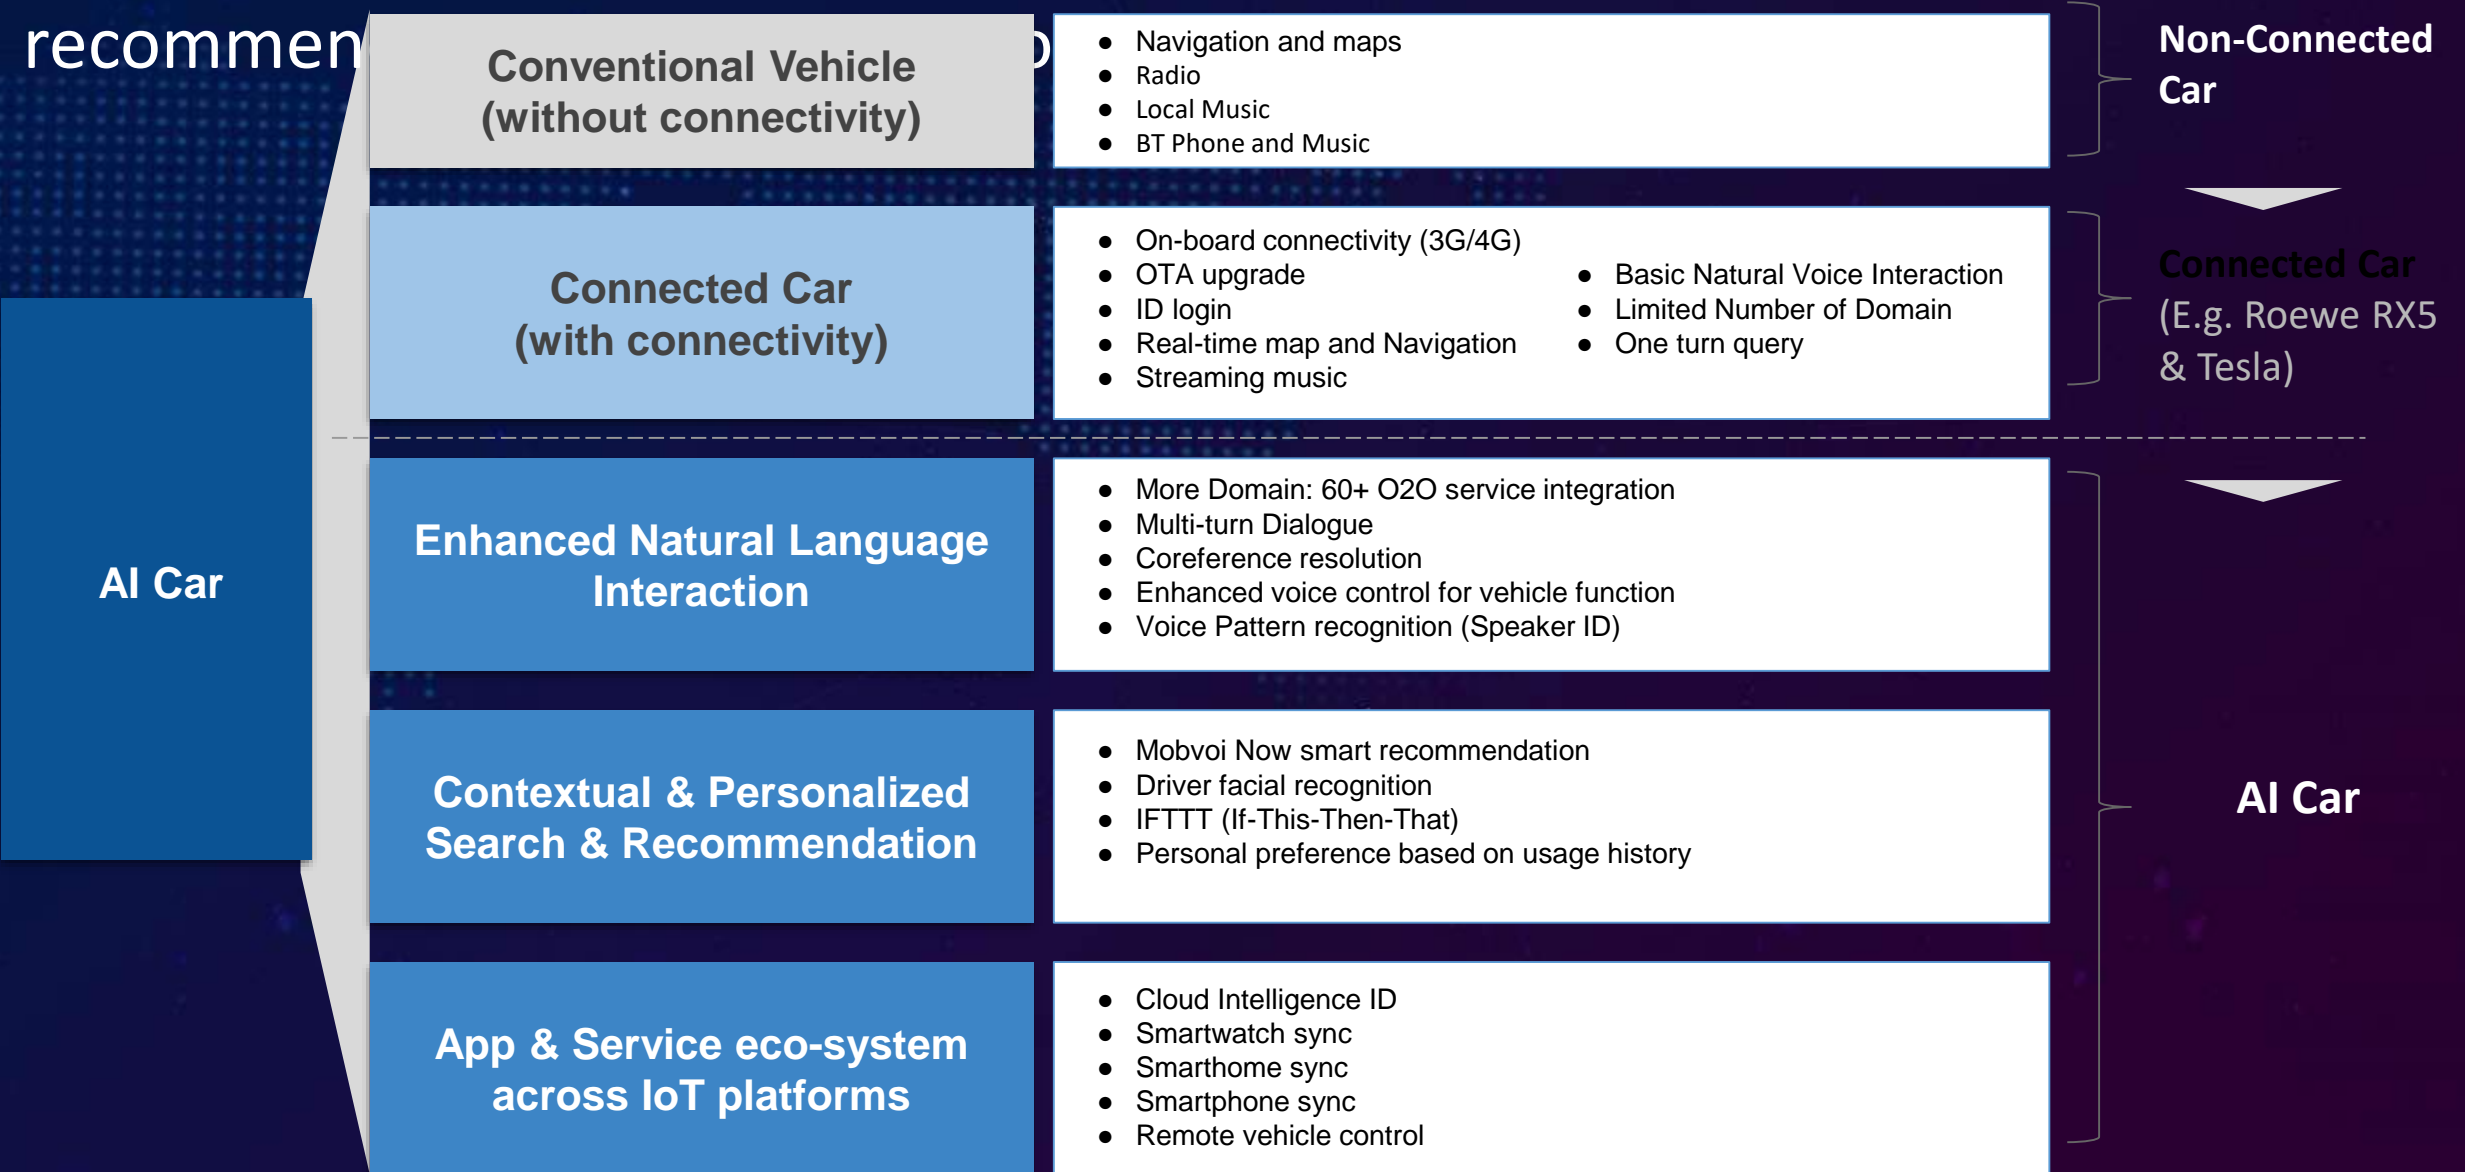 recommen
Conventional Vehicle
(without connectivity)
● Navigation and maps
● Radio
● Local Music
● BT Phone and Music
Non-Connected
Car
Connected Car
(with connectivity)
● On-board connectivity (3G/4G)
● OTA upgrade
● ID login
● Real-time map and Navigation
● Streaming music
● Basic Natural Voice Interaction
● Limited Number of Domain
● One turn query
Connected Car
(E.g. Roewe RX5
& Tesla)
AI Car
Enhanced Natural Language
Interaction
● More Domain: 60+ O2O service integration
● Multi-turn Dialogue
● Coreference resolution
● Enhanced voice control for vehicle function
● Voice Pattern recognition (Speaker ID)
Contextual & Personalized
Search & Recommendation
● Mobvoi Now smart recommendation
● Driver facial recognition
● IFTTT (If-This-Then-That)
● Personal preference based on usage history
AI Car
App & Service eco-system
across IoT platforms
● Cloud Intelligence ID
● Smartwatch sync
● Smarthome sync
● Smartphone sync
● Remote vehicle control